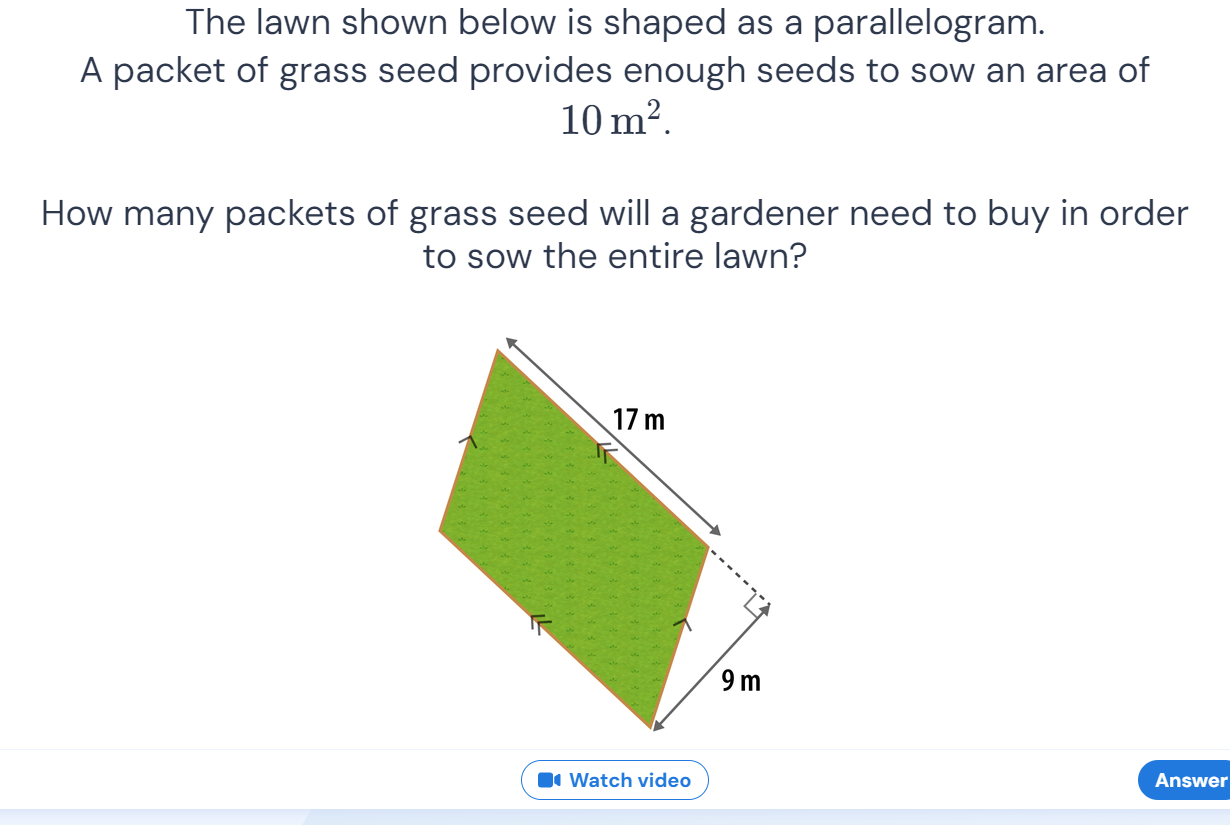 The lawn shown below is shaped as a parallelogram.
A packet of grass seed provides enough seeds to sow an area of
10 m².
How many packets of grass seed will a gardener need to buy in order
to sow the entire lawn?
17 m
9 m
Watch video
Answer